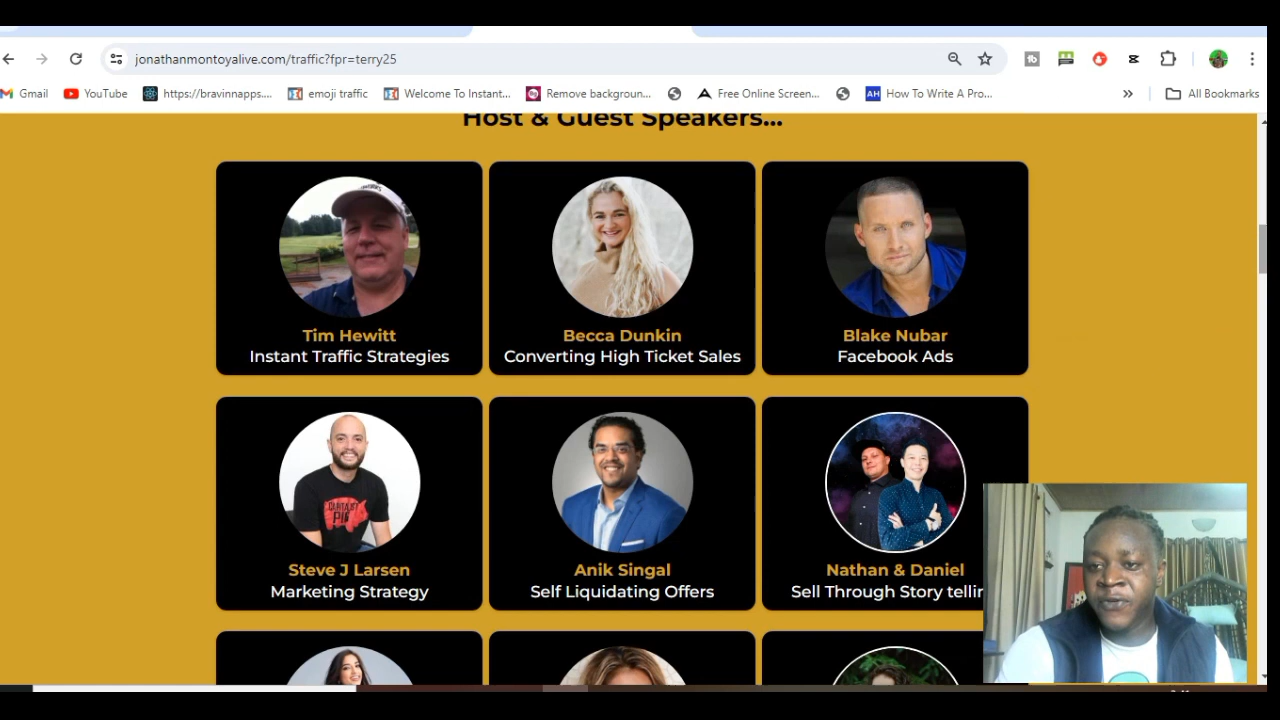 jonathanmontoyalive.com/traffic?fpr=terry25
Gmail
YouTube
https://bravinnapps....
emoji traffic
Welcome To Instant...
Remove backgroun...
Free Online Screen...
AH
How To Write A Pro...
»
All Bookmarks
Host & Guest Speakers...
Tim Hewitt
Instant Traffic Strategies
Becca Dunkin
Converting High Ticket Sales
Blake Nubar
Facebook Ads
Steve J Larsen
Marketing Strategy
Anik Singal
Self Liquidating Offers
Nathan & Daniel
Sell Through Story tellin